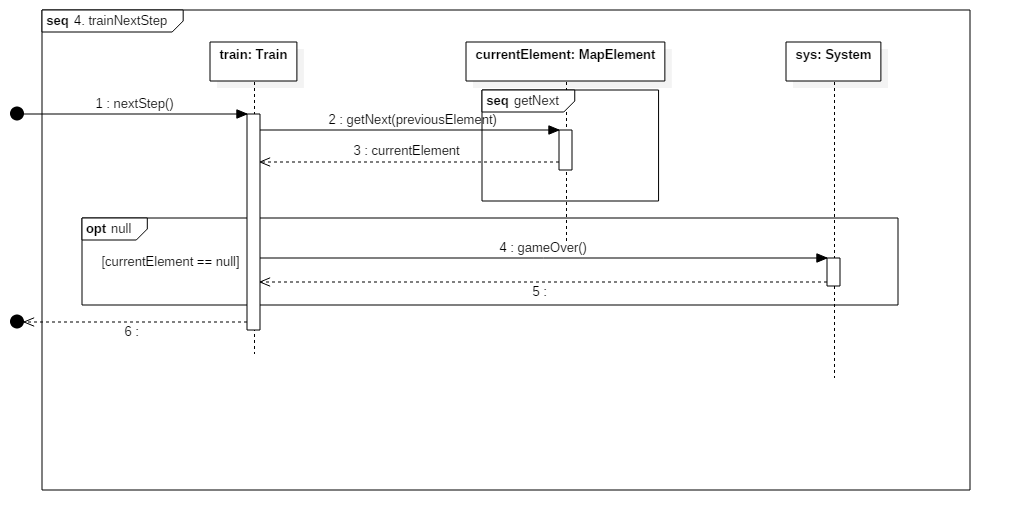 seq 4. trainNextStep
train: Train
currentElement: MapElement
sys: System
seq getNext
1 : nextStep()
2 : getNext(previousElement)
3 : currentElement
opt null
4 : gameOver()
[currentElement == null]
5 :
6 :